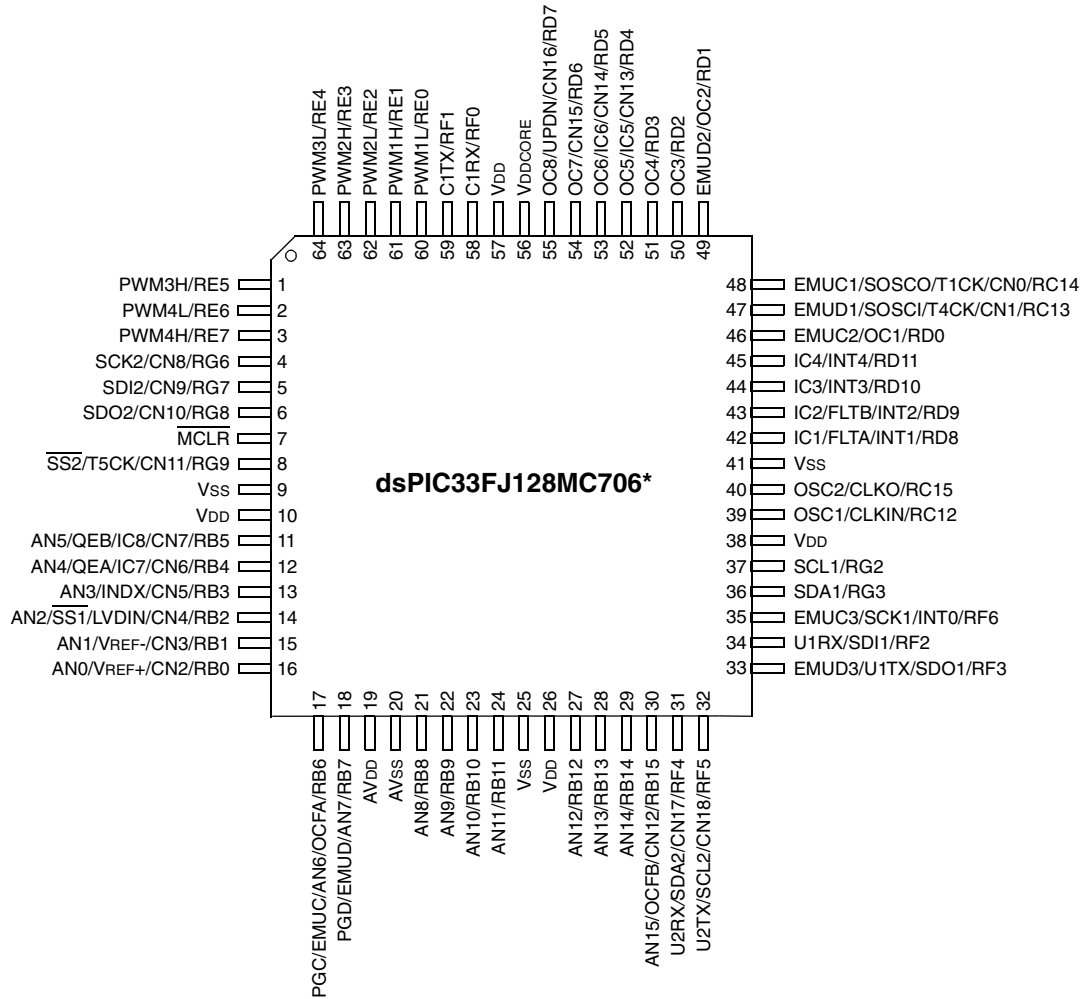 PWM3L/RE4
PWM2H/RE3
PWM2L/RE2
PWM1H/RE1
PWM1L/RE0
C1TX/RF1
C1RX/RF0
VDD
VDDCORE
OC8/UPDN/CN16/RD7
OC7/CN15/RD6
OC6/IC6/CN14/RD5
OC5/IC5/CN13/RD4
OC4/RD3
OC3/RD2
EMUD2/OC2/RD1
64
63
62
61
60
59
58
57
56
55
54
53
52
51
50
49
PWM3H/RE5 1
PWM4L/RE6 2
PWM4H/RE7 3
SCK2/CN8/RG6 4
SDI2/CN9/RG7 5
SDO2/CN10/RG8 6
MCLR 7
SS2/T5CK/CN11/RG9 8
VSS 9
VDD 10
AN5/QEB/IC8/CN7/RB5 11
AN4/QEA/IC7/CN6/RB4 12
AN3/INDX/CN5/RB3 13
AN2/SS1/LVDIN/CN4/RB2 14
AN1/VREF-/CN3/RB1 15
AN0/VREF+/CN2/RB0 16
dsPIC33FJ128MC706*
48 EMUC1/SOSCO/T1CK/CN0/RC14
47 EMUD1/SOSCI/T4CK/CN1/RC13
46 EMUC2/OC1/RD0
45 IC4/INT4/RD11
44 IC3/INT3/RD10
43 IC2/FLTB/INT2/RD9
42 IC1/FLTA/INT1/RD8
41 VSS
40 OSC2/CLKO/RC15
39 OSC1/CLKIN/RC12
38 VDD
37 SCL1/RG2
36 SDA1/RG3
35 EMUC3/SCK1/INT0/RF6
34 U1RX/SDI1/RF2
33 EMUD3/U1TX/SDO1/RF3
17
18
19
20
21
22
23
24
25
26
27
28
29
30
31
32
PGC/EMUC/AN6/OCFA/RB6
PGD/EMUD/AN7/RB7
AVDD
AVSS
AN8/RB8
AN9/RB9
AN10/RB10
AN11/RB11
VSS
VDD
AN12/RB12
AN13/RB13
AN14/RB14
AN15/OCFB/CN12/RB15
U2RX/SDA2/CN17/RF4
U2TX/SCL2/CN18/RF5